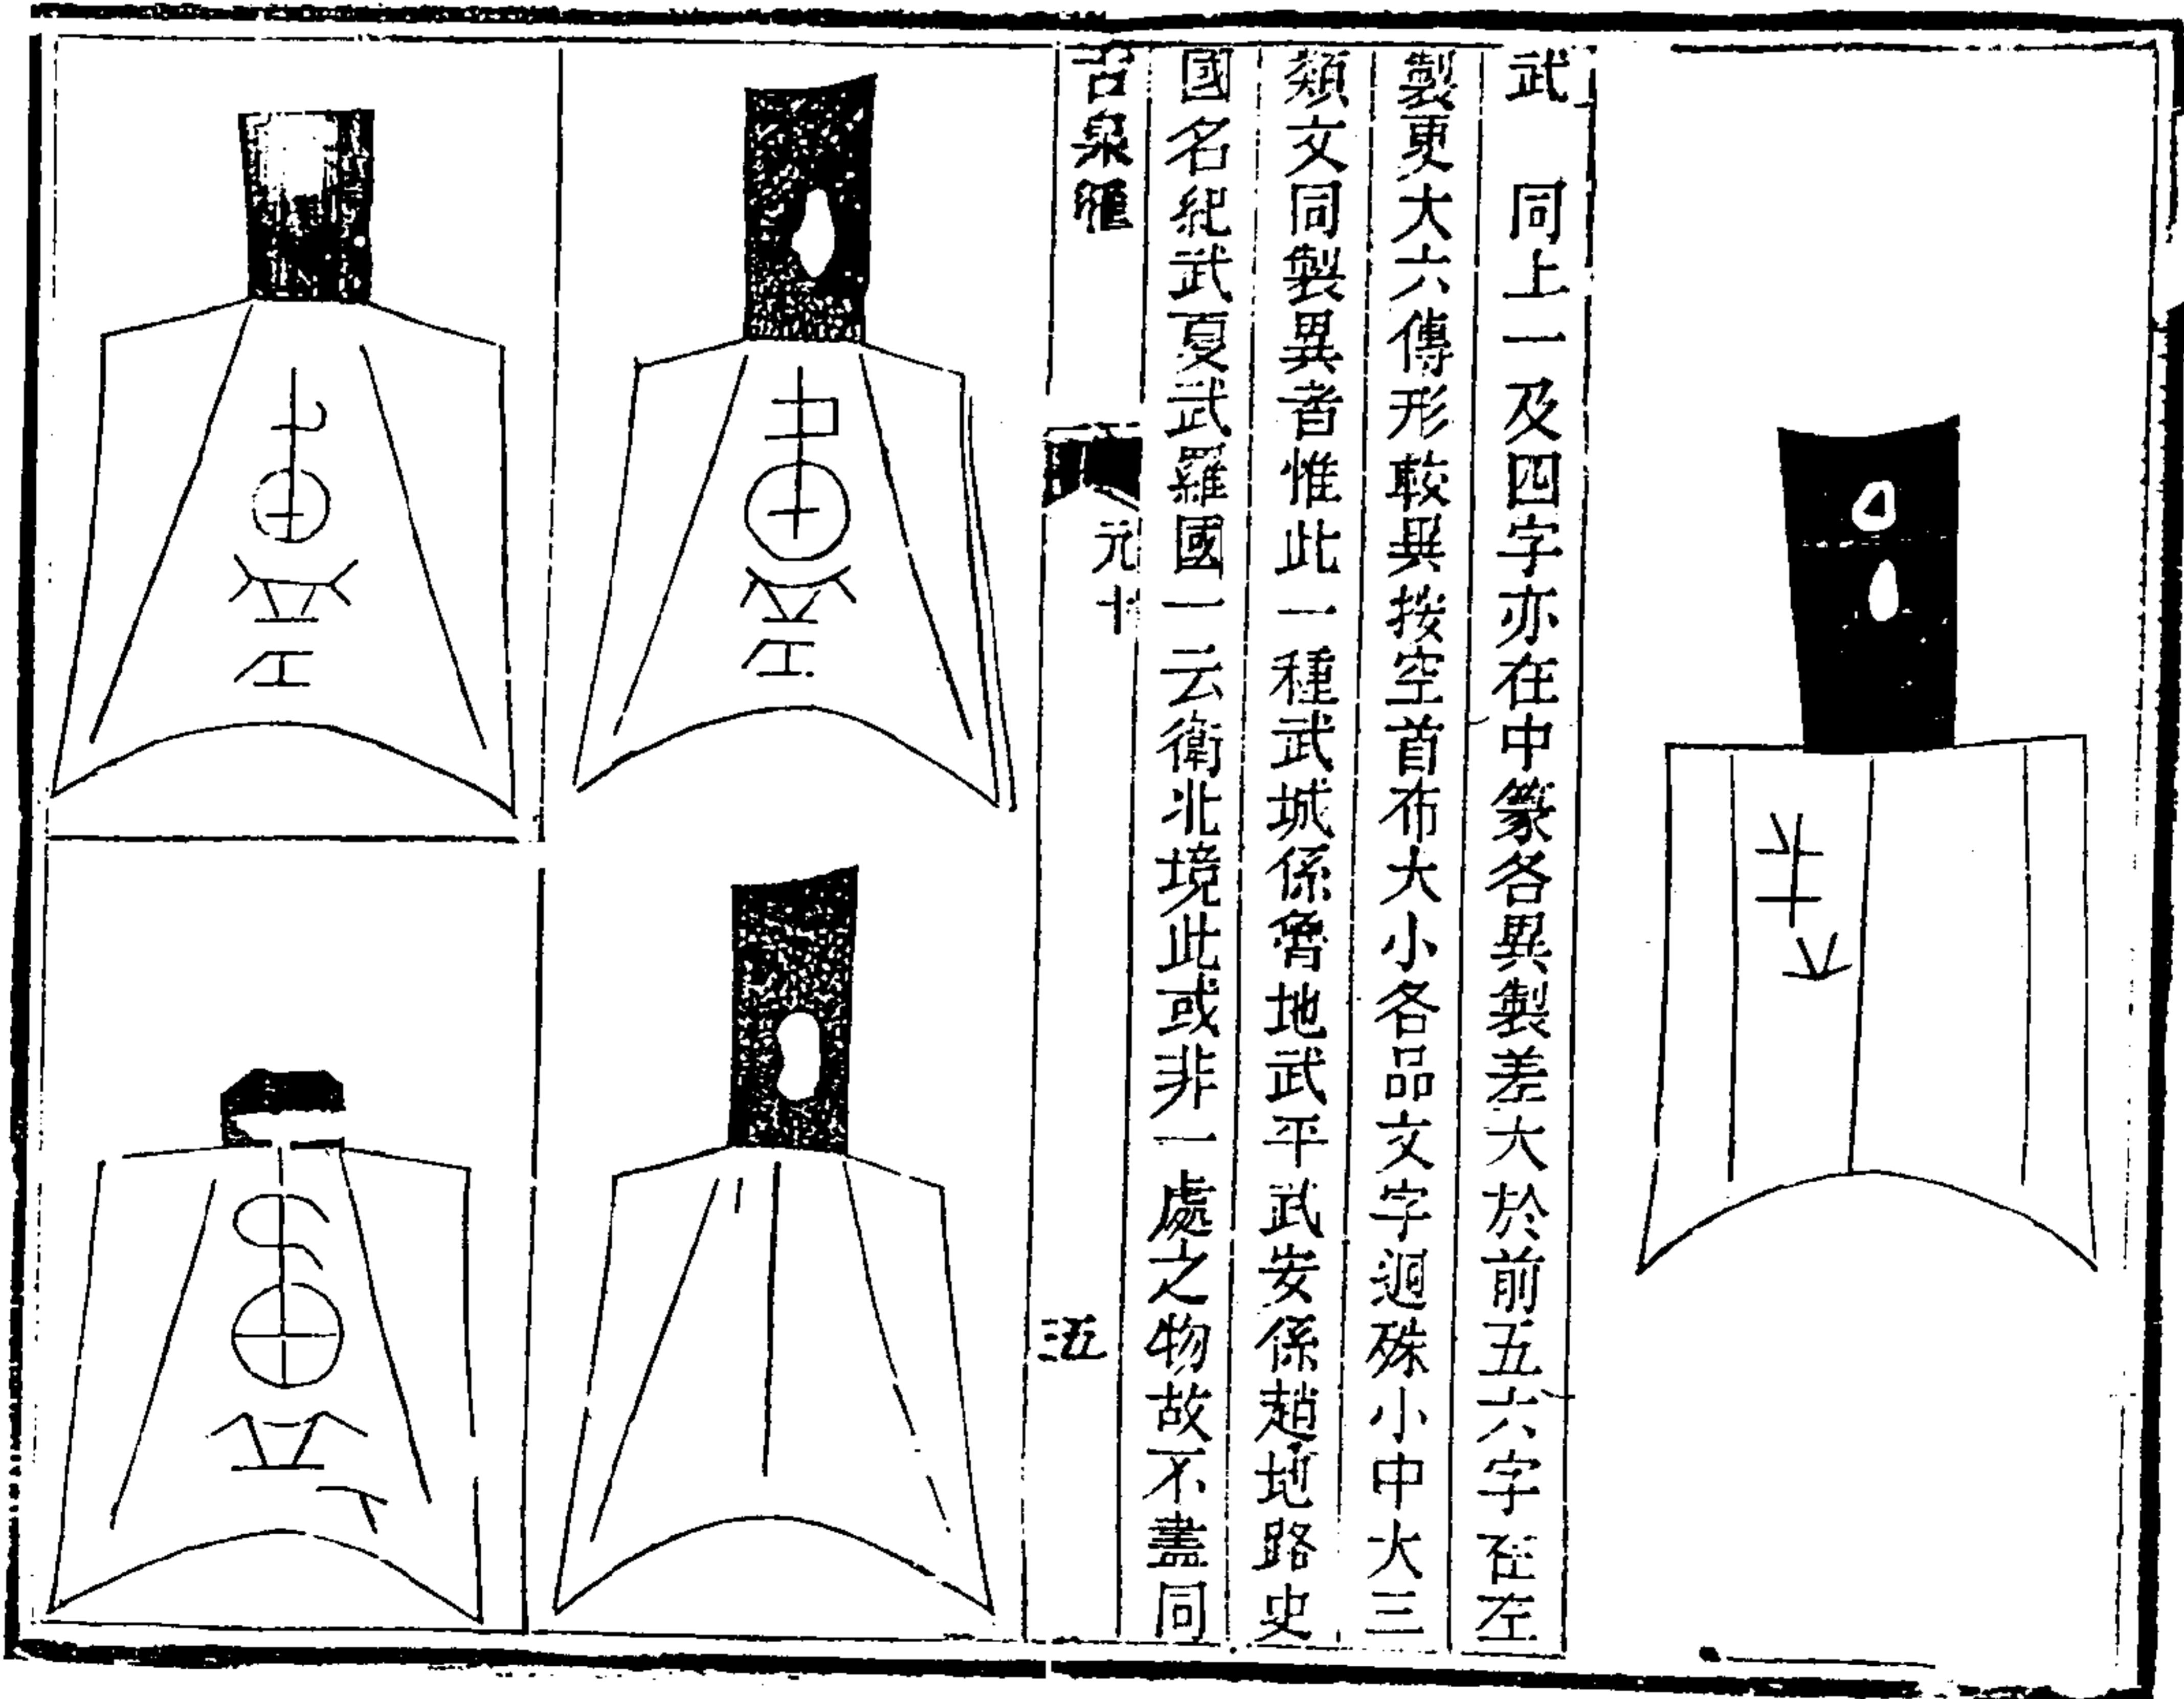 武　同上一及四字亦在中篆各異製差大於前五六字在左
製更大六傳形較異按空首布大小各品文字迥殊小中大三
類文同製異者惟此一種武城係魯地武平武安係趙地路史
國名紀武夏武羅國一云衛北境此或非一處之物故不盡同
古泉匯　元十　五